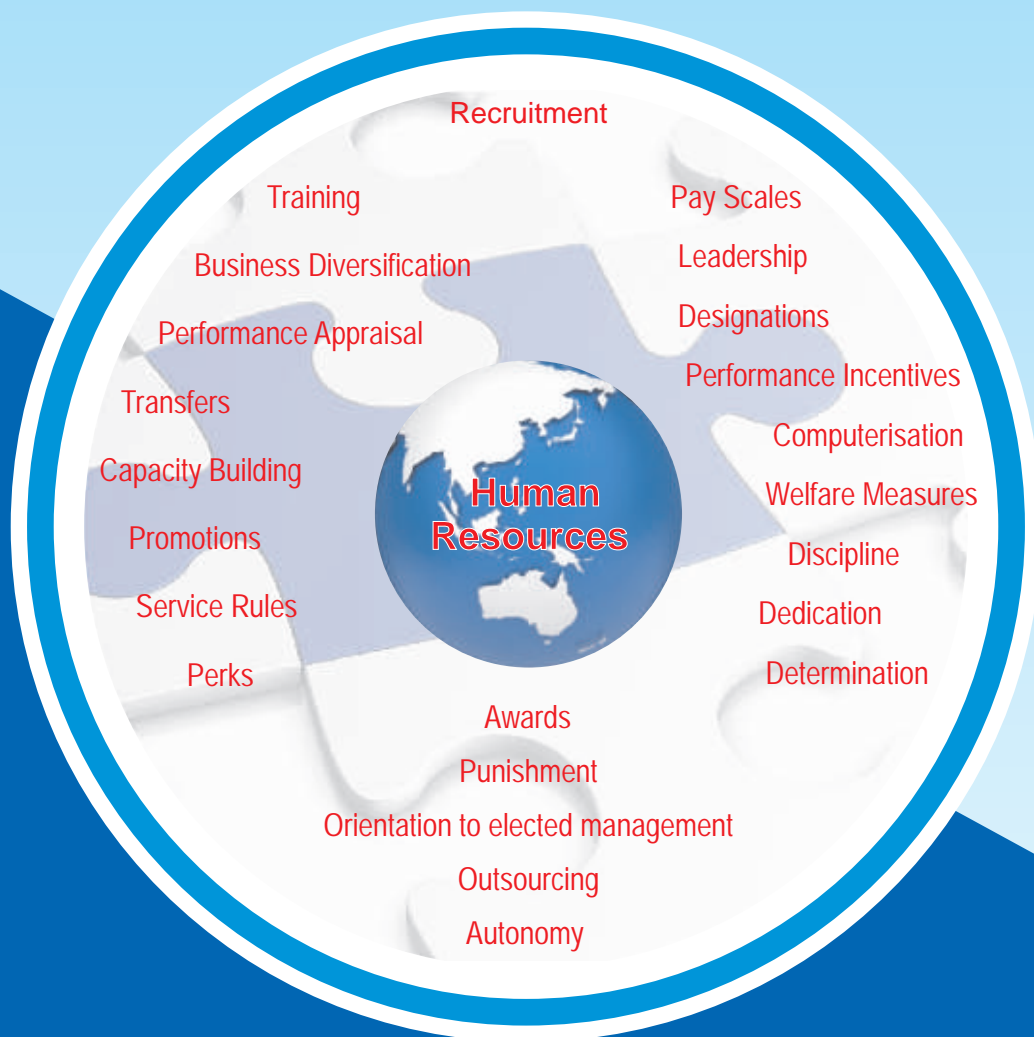 Recruitment
Training
Business Diversification
Performance Appraisal
Transfers
Capacity Building
Promotions
Service Rules
Perks
Pay Scales
Leadership
Designations
Performance Incentives
Computerisation
Welfare Measures
Discipline
Dedication
Determination
Human
Resources
Awards
Punishment
Orientation to elected management
Outsourcing
Autonomy